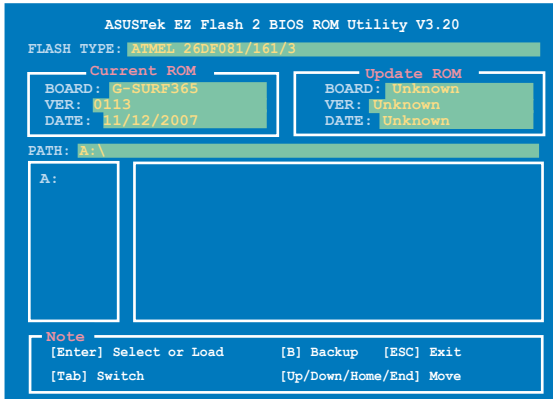 ASUSTek EZ Flash 2 BIOS ROM Utility V3.20
FLASH TYPE: ATMEL 26DF081/161/3
Current ROM
BOARD: G-SURF365
VER: 0113
DATE: 11/12/2007
Update ROM
BOARD: Unknown
VER: Unknown
DATE: Unknown
PATH: A:\
A:
Note
[Enter] Select or Load [B] Backup [ESC] Exit
[Tab] Switch [Up/Down/Home/End] Move